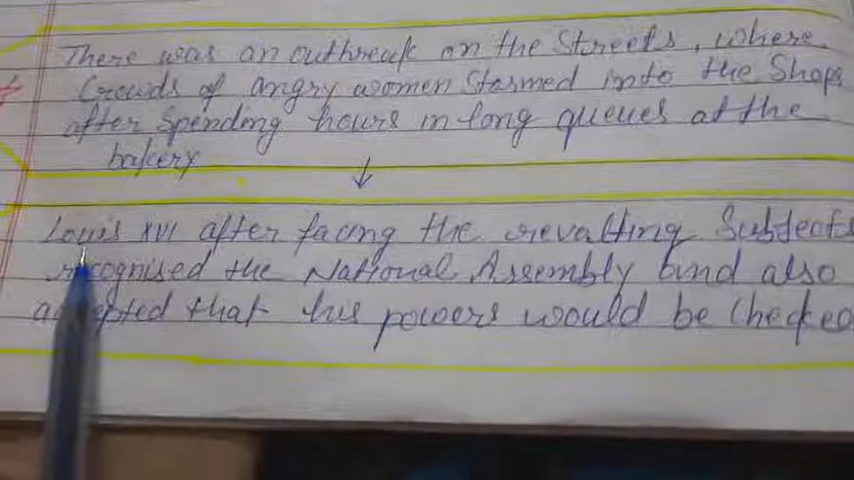 There was an outbreak on the Streets, where
Crowds of angry women Stormed into the Shops
after Spending hours in long queues at the
bakery
Louis XVI after facing the revolting Subjects
recognised the National Assembly and also
accepted that his powers would be Checked